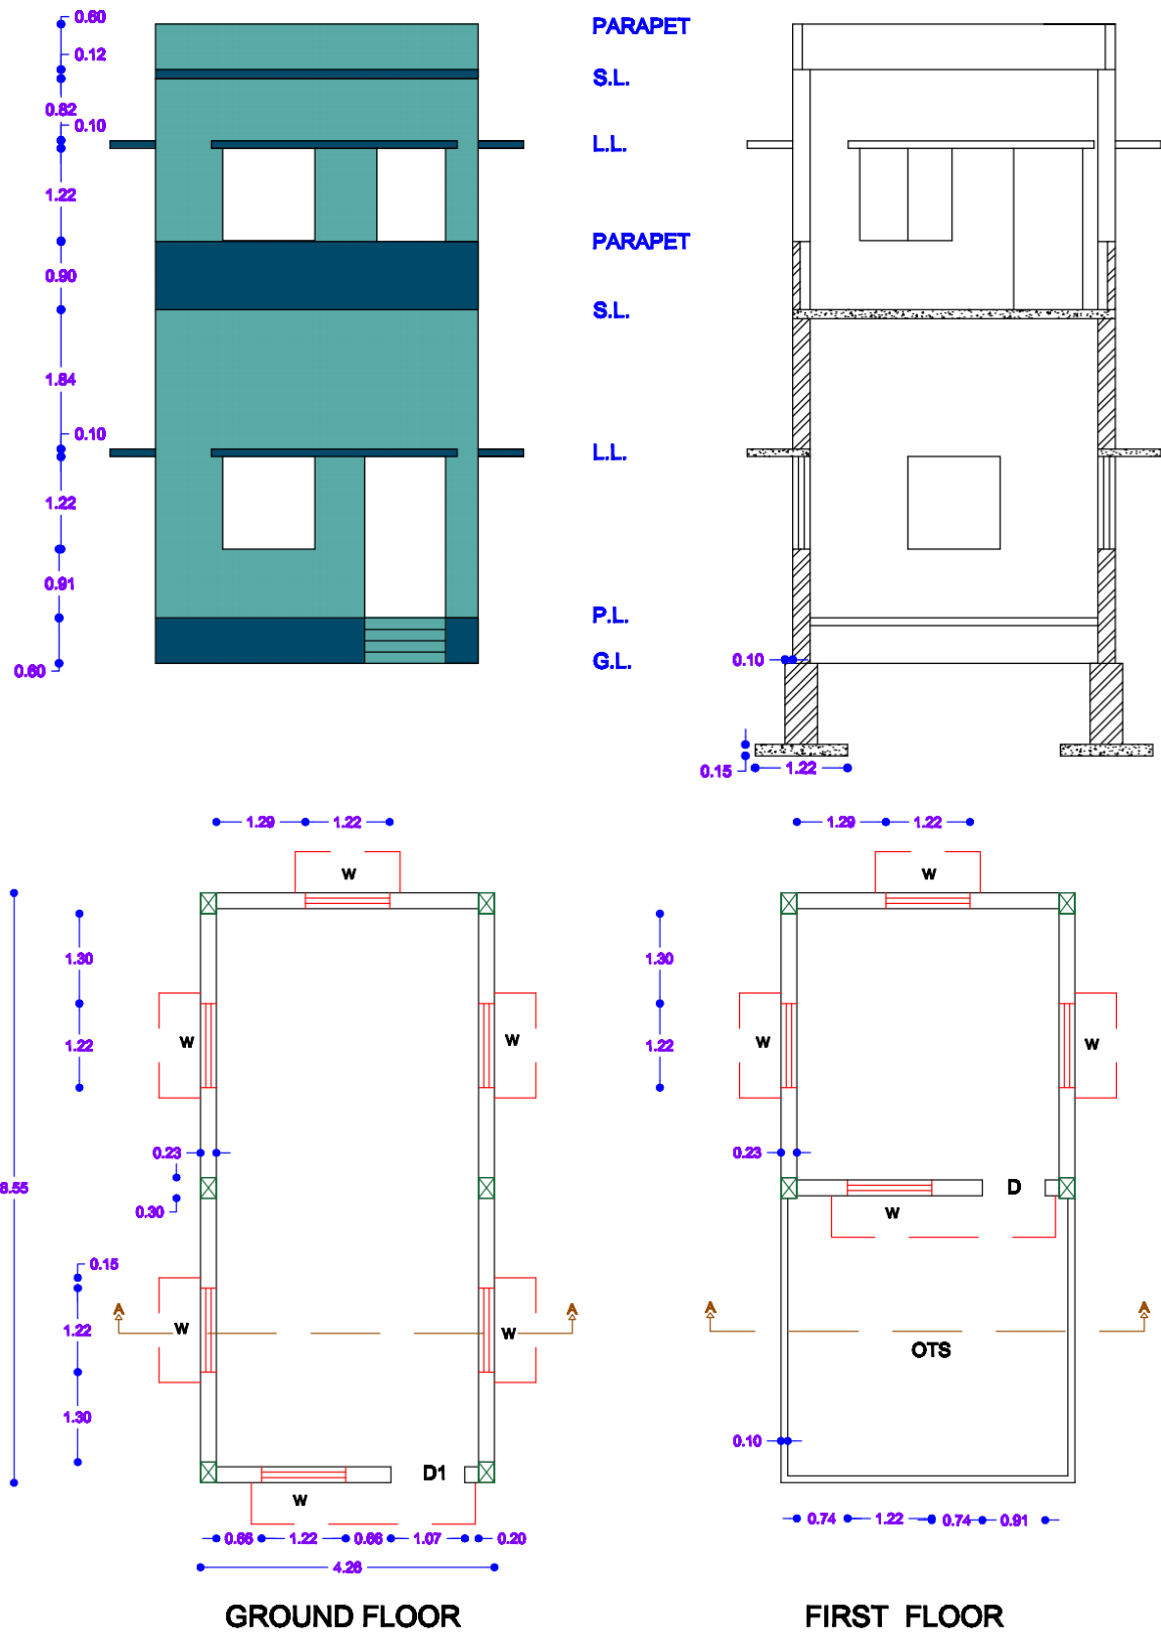 0.60
PARAPET
0.12
S.L.
0.82
0.10
L.L.
1.22
PARAPET
0.90
S.L.
1.84
0.10
L.L.
1.22
0.91
P.L.
G.L.
0.10
0.60
0.15
1.22
1.29
1.22
1.29
1.22
W
W
1.30
1.30
W
W
W
W
1.22
1.22
0.23
0.23
8.55
D
0.30
W
0.15
A
A
A
A
1.22
W
W
OTS
1.30
0.10
D1
W
0.65
1.22
0.66
1.07
0.20
0.74
1.22
0.74
0.91
4.26
GROUND FLOOR
FIRST FLOOR